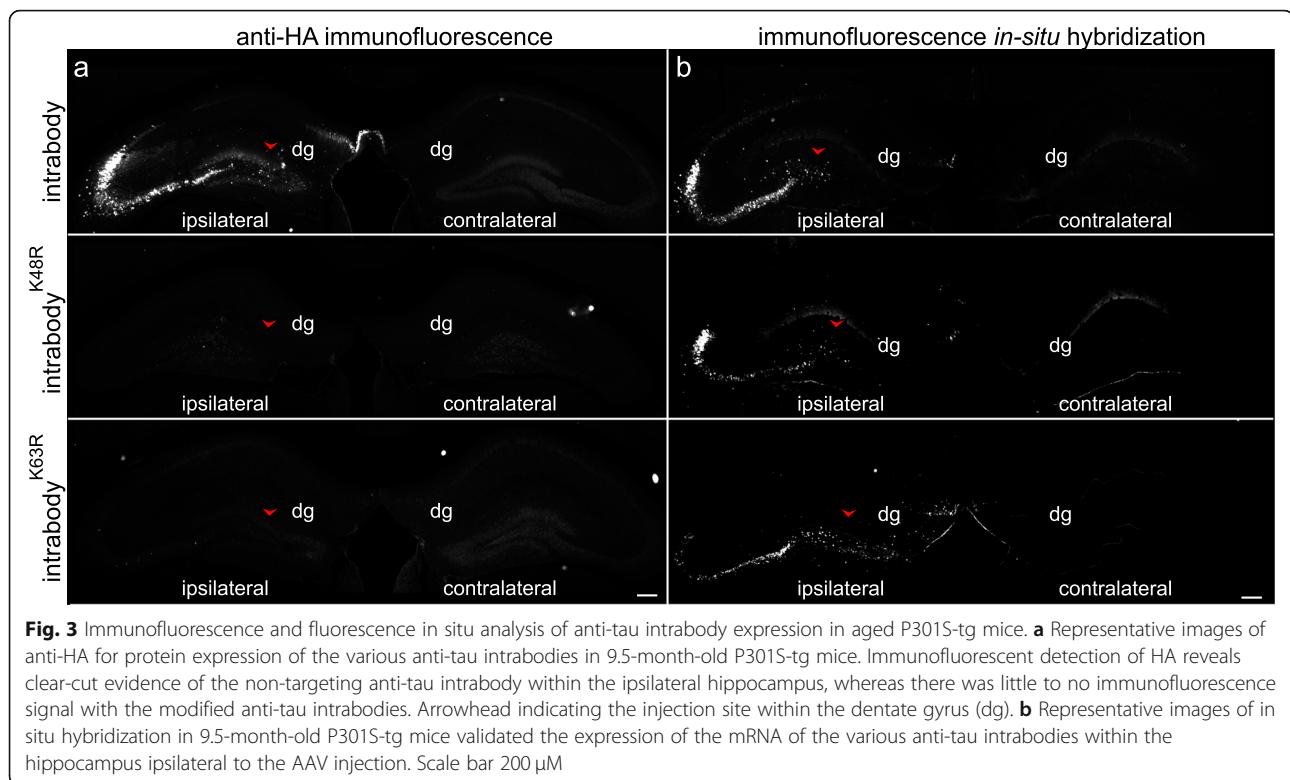 anti-HA immunofluorescence
immunofluorescence in-situ hybridization
a
b
intrabody
dg
dg
ipsilateral
contralateral
dg
dg
ipsilateral
contralateral
intrabody K48R
dg
dg
ipsilateral
contralateral
dg
dg
ipsilateral
contralateral
intrabody K63R
dg
dg
ipsilateral
contralateral
dg
dg
ipsilateral
contralateral
Fig. 3 Immunofluorescence and fluorescence in situ analysis of anti-tau intrabody expression in aged P301S-tg mice. a Representative images of
anti-HA for protein expression of the various anti-tau intrabodies in 9.5-month-old P301S-tg mice. Immunofluorescent detection of HA reveals
clear-cut evidence of the non-targeting anti-tau intrabody within the ipsilateral hippocampus, whereas there was little to no immunofluorescence
signal with the modified anti-tau intrabodies. Arrowhead indicating the injection site within the dentate gyrus (dg). b Representative images of in
situ hybridization in 9.5-month-old P301S-tg mice validated the expression of the mRNA of the various anti-tau intrabodies within the
hippocampus ipsilateral to the AAV injection. Scale bar 200 μM